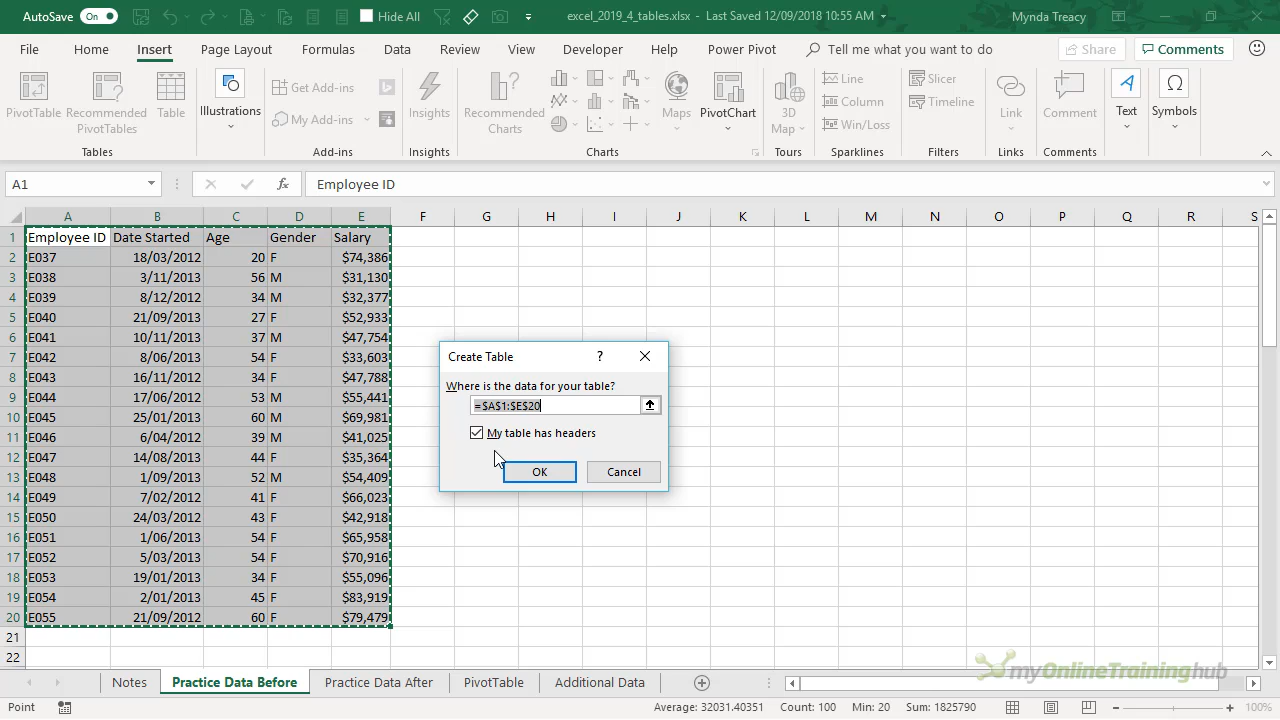 AutoSave On Hide All excel_2019_4_tables.xlsx - Last Saved 12/09/2018 10:55 AM Mynda Treacy
File Home Insert Page Layout Formulas Data Review View Developer Help Power Pivot Tell me what you want to do Share Comments
PivotTable Recommended PivotTables Table Illustrations Get Add-ins My Add-ins Insights Recommended Charts Maps PivotChart 3D Map Line Column Win/Loss Slicer Timeline Link Comment Text Symbols
Tables Add-ins Insights Charts Tours Sparklines Filters Links Comments
A1 fx Employee ID
A B C D E F G H I J K L M N O P Q R S
1 Employee ID Date Started Age Gender Salary
2 E037 18/03/2012 20 F $74,386
3 E038 3/11/2013 56 M $31,130
4 E039 8/12/2012 34 M $32,377
5 E040 21/09/2013 27 F $52,933
6 E041 10/11/2013 37 M $47,754
7 E042 8/06/2013 54 F $33,603
8 E043 16/11/2012 34 F $47,788
9 E044 17/06/2012 53 M $55,441
10 E045 25/01/2013 60 M $69,981
11 E046 6/04/2012 39 M $41,025
12 E047 14/08/2013 44 F $35,364
13 E048 1/09/2013 52 M $54,409
14 E049 7/02/2012 41 F $66,023
15 E050 24/03/2012 43 F $42,918
16 E051 1/06/2013 54 F $65,958
17 E052 5/03/2013 54 F $70,916
18 E053 19/01/2013 34 F $55,096
19 E054 2/01/2013 45 F $83,919
20 E055 21/09/2012 60 F $79,479
21
22
Create Table ?
Where is the data for your table?
=$A$1:$E$20
My table has headers
OK Cancel
myOnlineTraininghub
Notes Practice Data Before Practice Data After PivotTable Additional Data
Point Average: 32031.40351 Count: 100 Min: 20 Sum: 1825790 100%